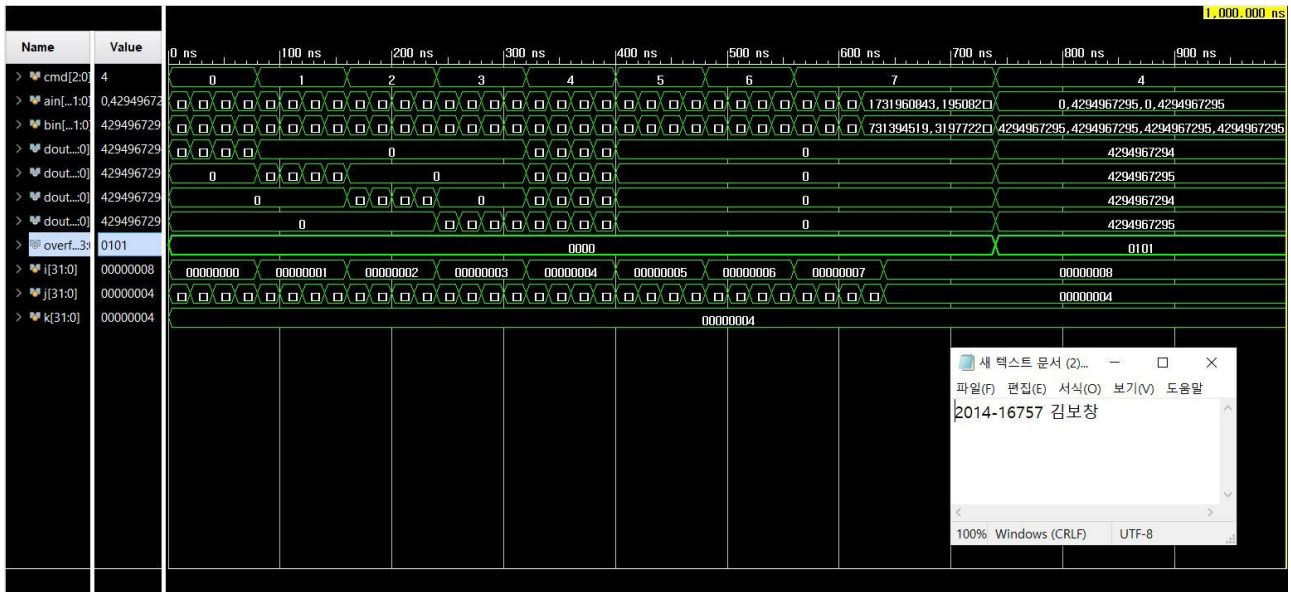 1,000.000 ns
Name Value 0 ns 100 ns 200 ns 300 ns 400 ns 500 ns 600 ns 700 ns 800 ns 900 ns
cmd[2:0] 4 0 1 2 3 4 5 6 7 4
ain[...1:0] 0,42949672 1731960843,195082 0,4294967295,0,4294967295
bin[...1:0] 429496729 731394519,3197722 4294967295,4294967295,4294967295,4294967295
dout...:0] 429496729 0 0 4294967294
dout...:0] 429496729 0 0 0 4294967295
dout...:0] 429496729 0 0 0 4294967294
dout...:0] 429496729 0 0 4294967295
overf...3:( 0101 0000 0101
i[31:0] 00000008 00000000 00000001 00000002 00000003 00000004 00000005 00000006 00000007 00000008
j[31:0] 00000004 00000004
k[31:0] 00000004 00000004
새 텍스트 문서 (2)...
파일(F) 편집(E) 서식(O) 보기(V) 도움말
2014-16757 김보창
100% Windows (CRLF) UTF-8